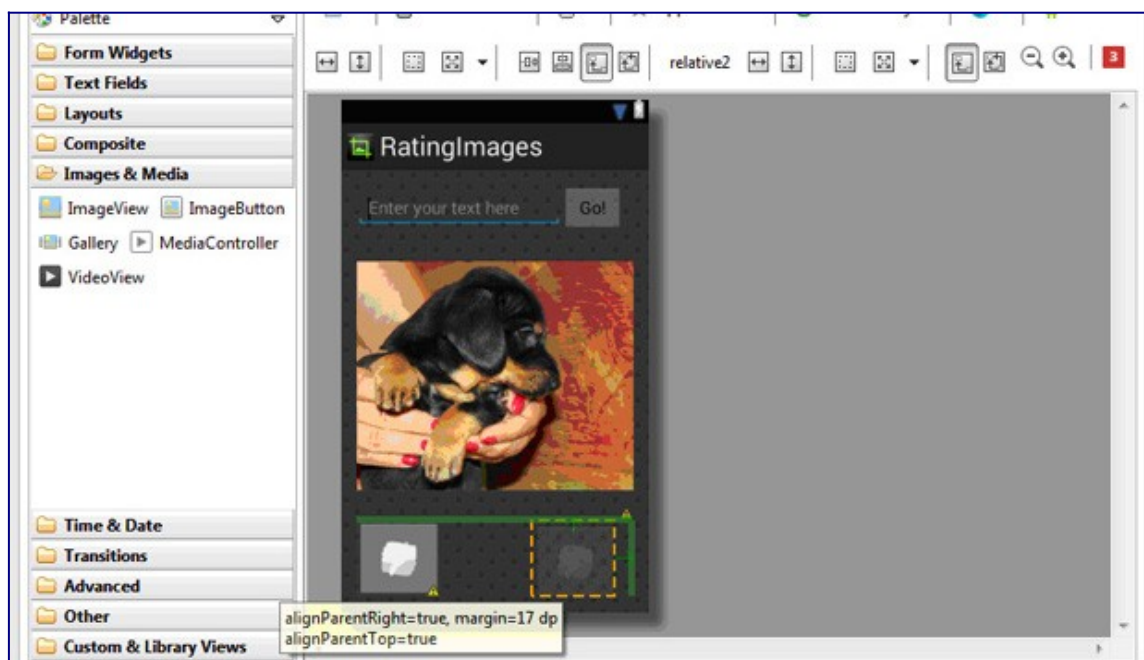 Palette
Form Widgets
Text Fields
Layouts
Composite
Images & Media
ImageView ImageButton
Gallery MediaController
VideoView
Time & Date
Transitions
Advanced
Other
Custom & Library Views
relative2
3
RatingImages
Enter your text here Go!
alignParentRight=true, margin=17 dp
alignParentTop=true